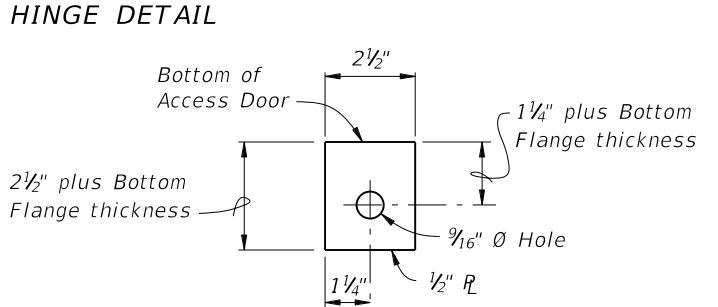 HINGE DETAIL
2½"
Bottom of
Access Door
1¼" plus Bottom
Flange thickness
2½" plus Bottom
Flange thickness
9/16" Ø Hole
½" ℄
1¼"